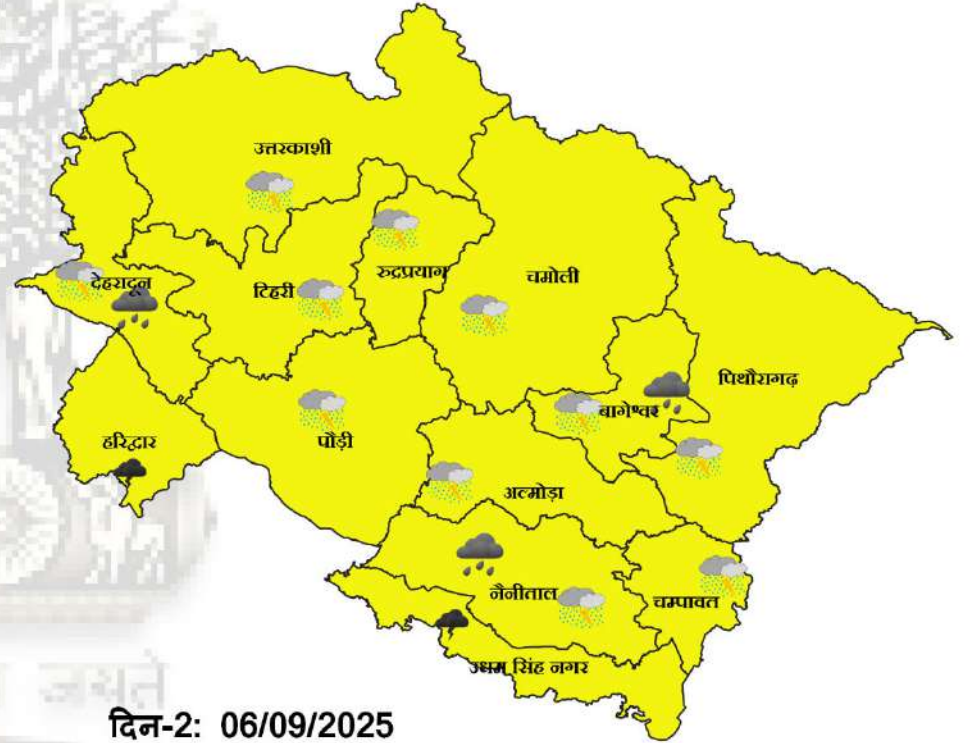 उत्तरकाशी
रुद्रप्रयाग
चमोली
देहरादून
टिहरी
पिथौरागढ़
बागेश्वर
हरिद्वार
पौड़ी
अल्मोड़ा
नैनीताल
चम्पावत
उधम सिंह नगर
दिन-2: 06/09/2025